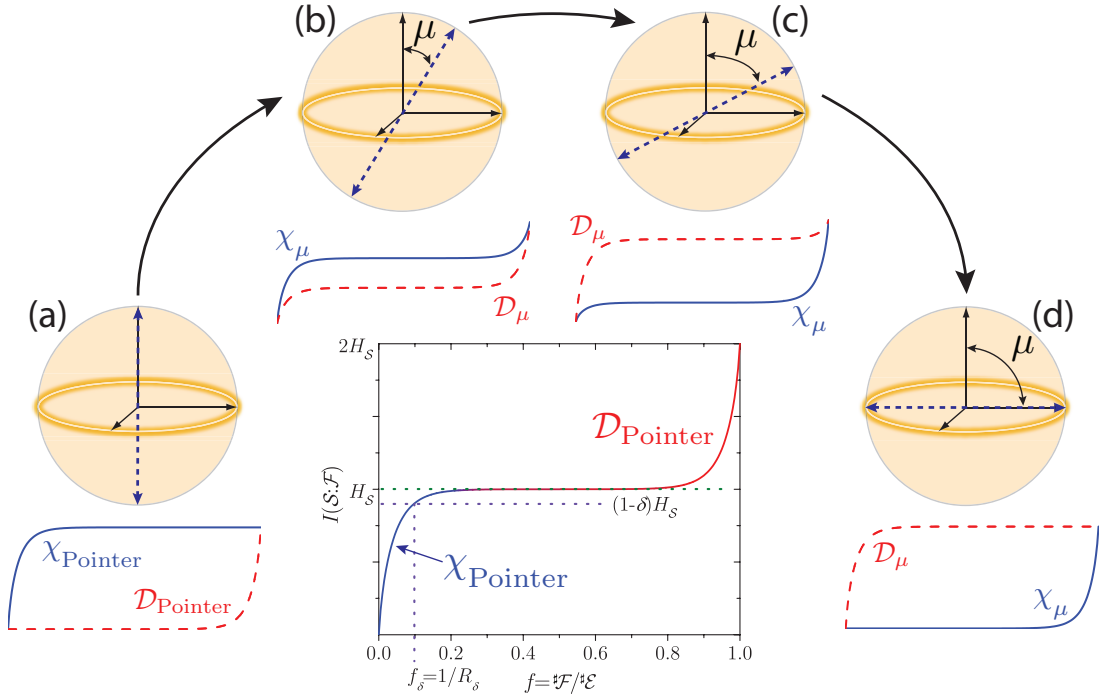 (b)
μ
(c)
μ
χ_μ
𝒟_μ
𝒟_μ
χ_μ
(a)
(d)
μ
χ_Pointer
𝒟_Pointer
2H_𝒮
𝒟_Pointer
H_𝒮
(1-δ)H_𝒮
I(𝒮:ℱ)
χ_Pointer
𝒟_μ
χ_μ
0.0 0.2 0.4 0.6 0.8 1.0
f_δ=1/R_δ f=♯ℱ/♯ℰ